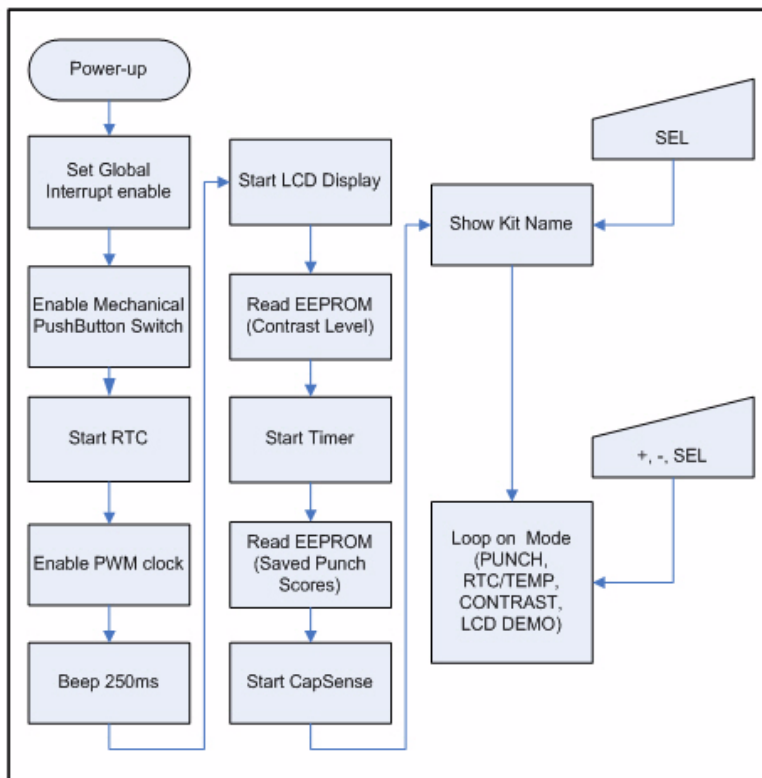 Power-up
Set Global
Interrupt enable
Enable Mechanical
PushButton Switch
Start RTC
Enable PWM clock
Beep 250ms
Start LCD Display
Read EEPROM
(Contrast Level)
Start Timer
Read EEPROM
(Saved Punch
Scores)
Start CapSense
SEL
Show Kit Name
+, -, SEL
Loop on Mode
(PUNCH,
RTC/TEMP,
CONTRAST,
LCD DEMO)